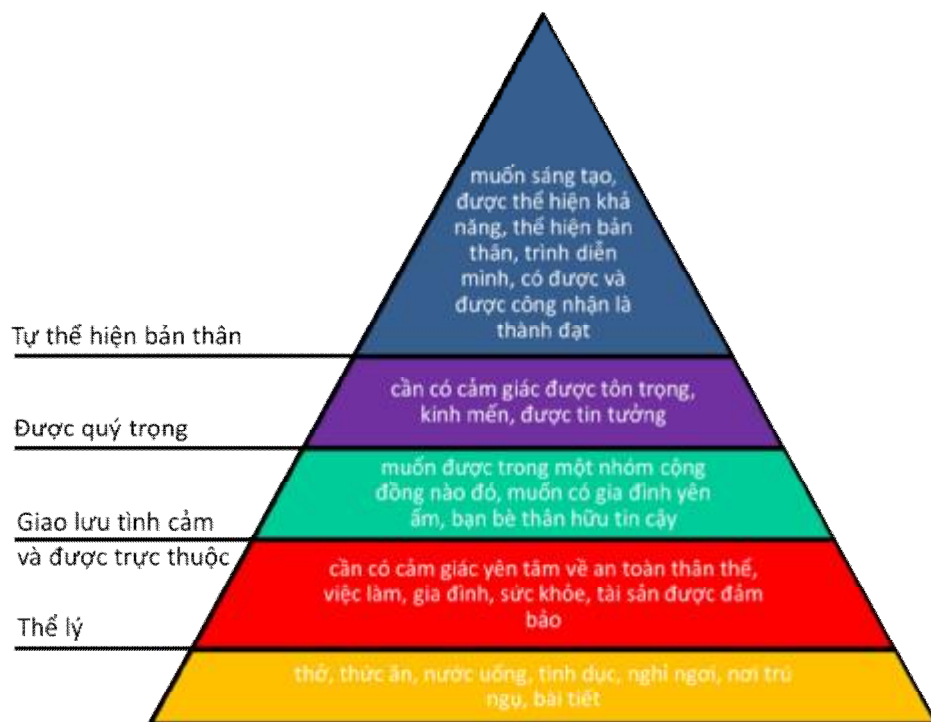 muốn sáng tạo,
được thể hiện khả
năng, thể hiện bản
thân, trình diễn
mình, có được và
được công nhận là
thành đạt
Tự thể hiện bản thân
cần có cảm giác được tôn trọng,
kinh mến, được tin tưởng
Được quý trọng
muốn được trong một nhóm cộng
đồng nào đó, muốn có gia đình yên
ấm, bạn bè thân hữu tin cậy
Giao lưu tình cảm
và được trực thuộc
cần có cảm giác yên tâm về an toàn thân thể,
việc làm, gia đình, sức khỏe, tài sản được đảm
bảo
Thể lý
thở, thức ăn, nước uống, tình dục, nghỉ ngơi, nơi trú
ngụ, bài tiết